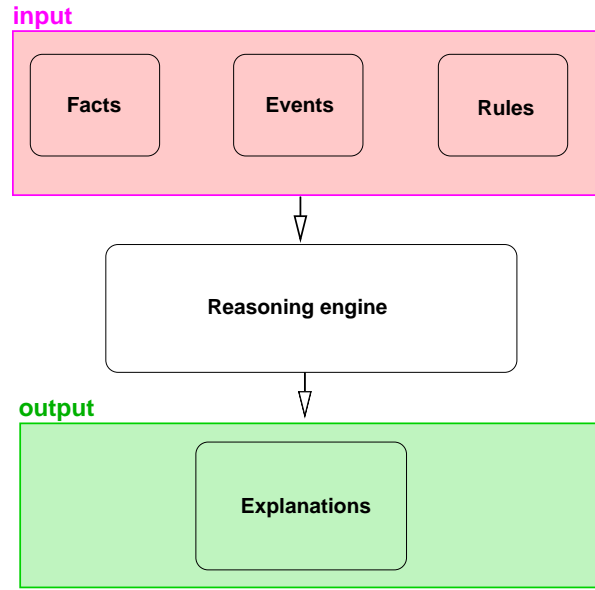 input
Facts
Events
Rules
Reasoning engine
output
Explanations